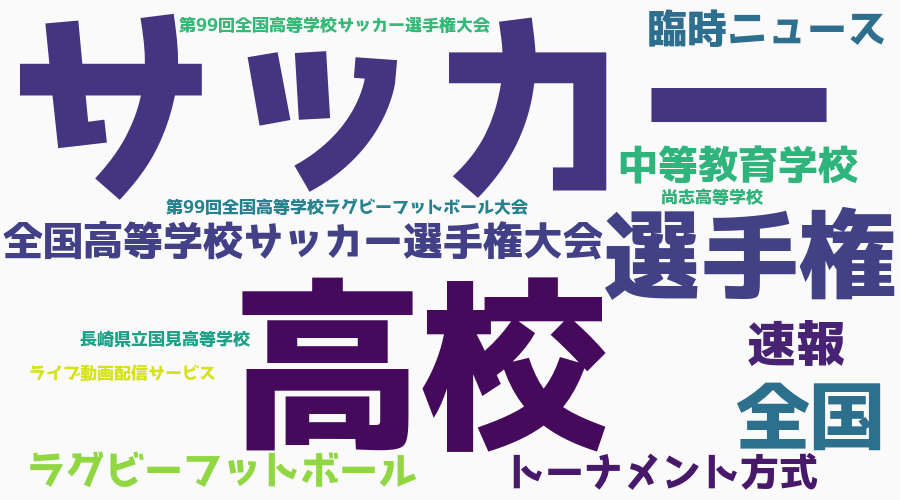 サッカー
第99回全国高等学校サッカー選手権大会
臨時ニュース
中等教育学校
尚志高等学校
第99回全国高等学校ラグビーフットボール大会
全国高等学校サッカー選手権大会
選手権
高校
長崎県立国見高等学校
速報
ライブ動画配信サービス
全国
ラグビーフットボール
トーナメント方式